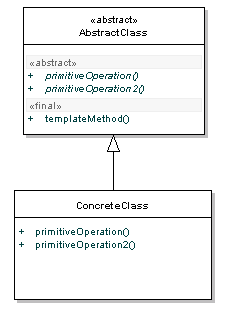 «abstract»
AbstractClass
«abstract»
+ primitiveOperation()
+ primitiveOperation2()
«final»
+ templateMethod()
ConcreteClass
+ primitiveOperation()
+ primitiveOperation2()